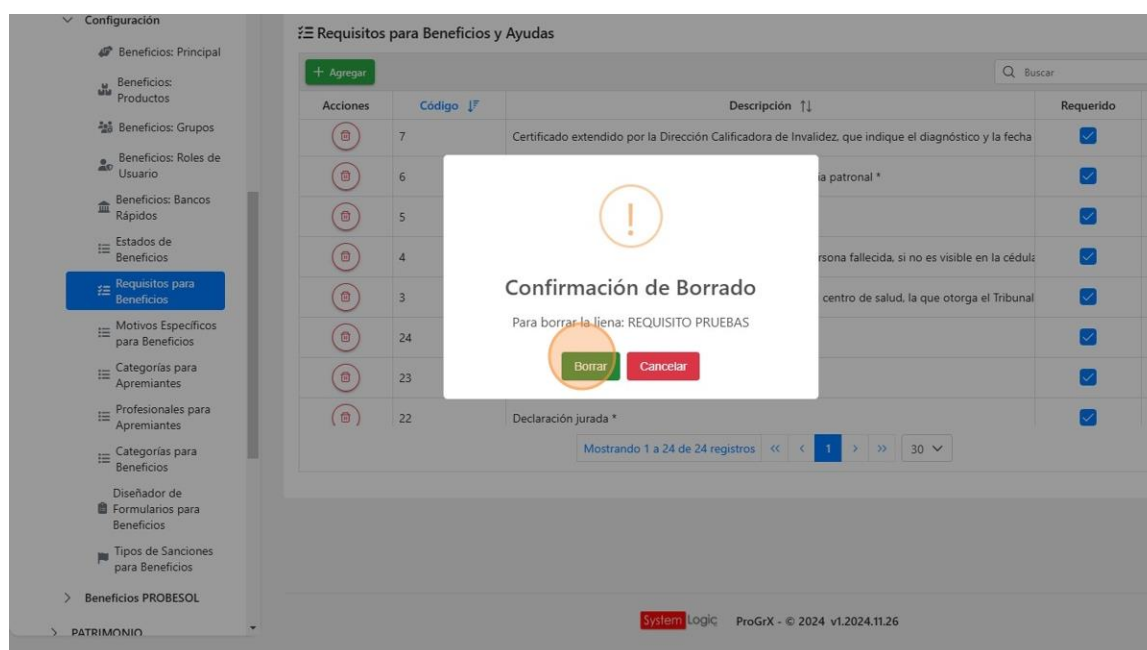 Configuración
Beneficios: Principal
Beneficios:
Productos
Beneficios: Grupos
Beneficios: Roles de
Usuario
Beneficios: Bancos
Rápidos
Estados de
Beneficios
Requisitos para
Beneficios
Motivos Específicos
para Beneficios
Categorías para
Apremiantes
Profesionales para
Apremiantes
Categorías para
Beneficios
Diseñador de
Formularios para
Beneficios
Tipos de Sanciones
para Beneficios
Beneficios PROBESOL
PATRIMONIO
Requisitos para Beneficios y Ayudas
+ Agregar
Buscar
Acciones Código Descripción Requerido
7 Certificado extendido por la Dirección Calificadora de Invalidez, que indique el diagnóstico y la fecha
6 patronal *
5
4 fallecida, si no es visible en la cédula
3 centro de salud, la que otorga el Tribunal
24
23
22 Declaración jurada *
!
Confirmación de Borrado
Para borrar la liena: REQUISITO PRUEBAS
Borrar Cancelar
Mostrando 1 a 24 de 24 registros << < 1 > >> 30
System Logic ProGrX - © 2024 v1.2024.11.26